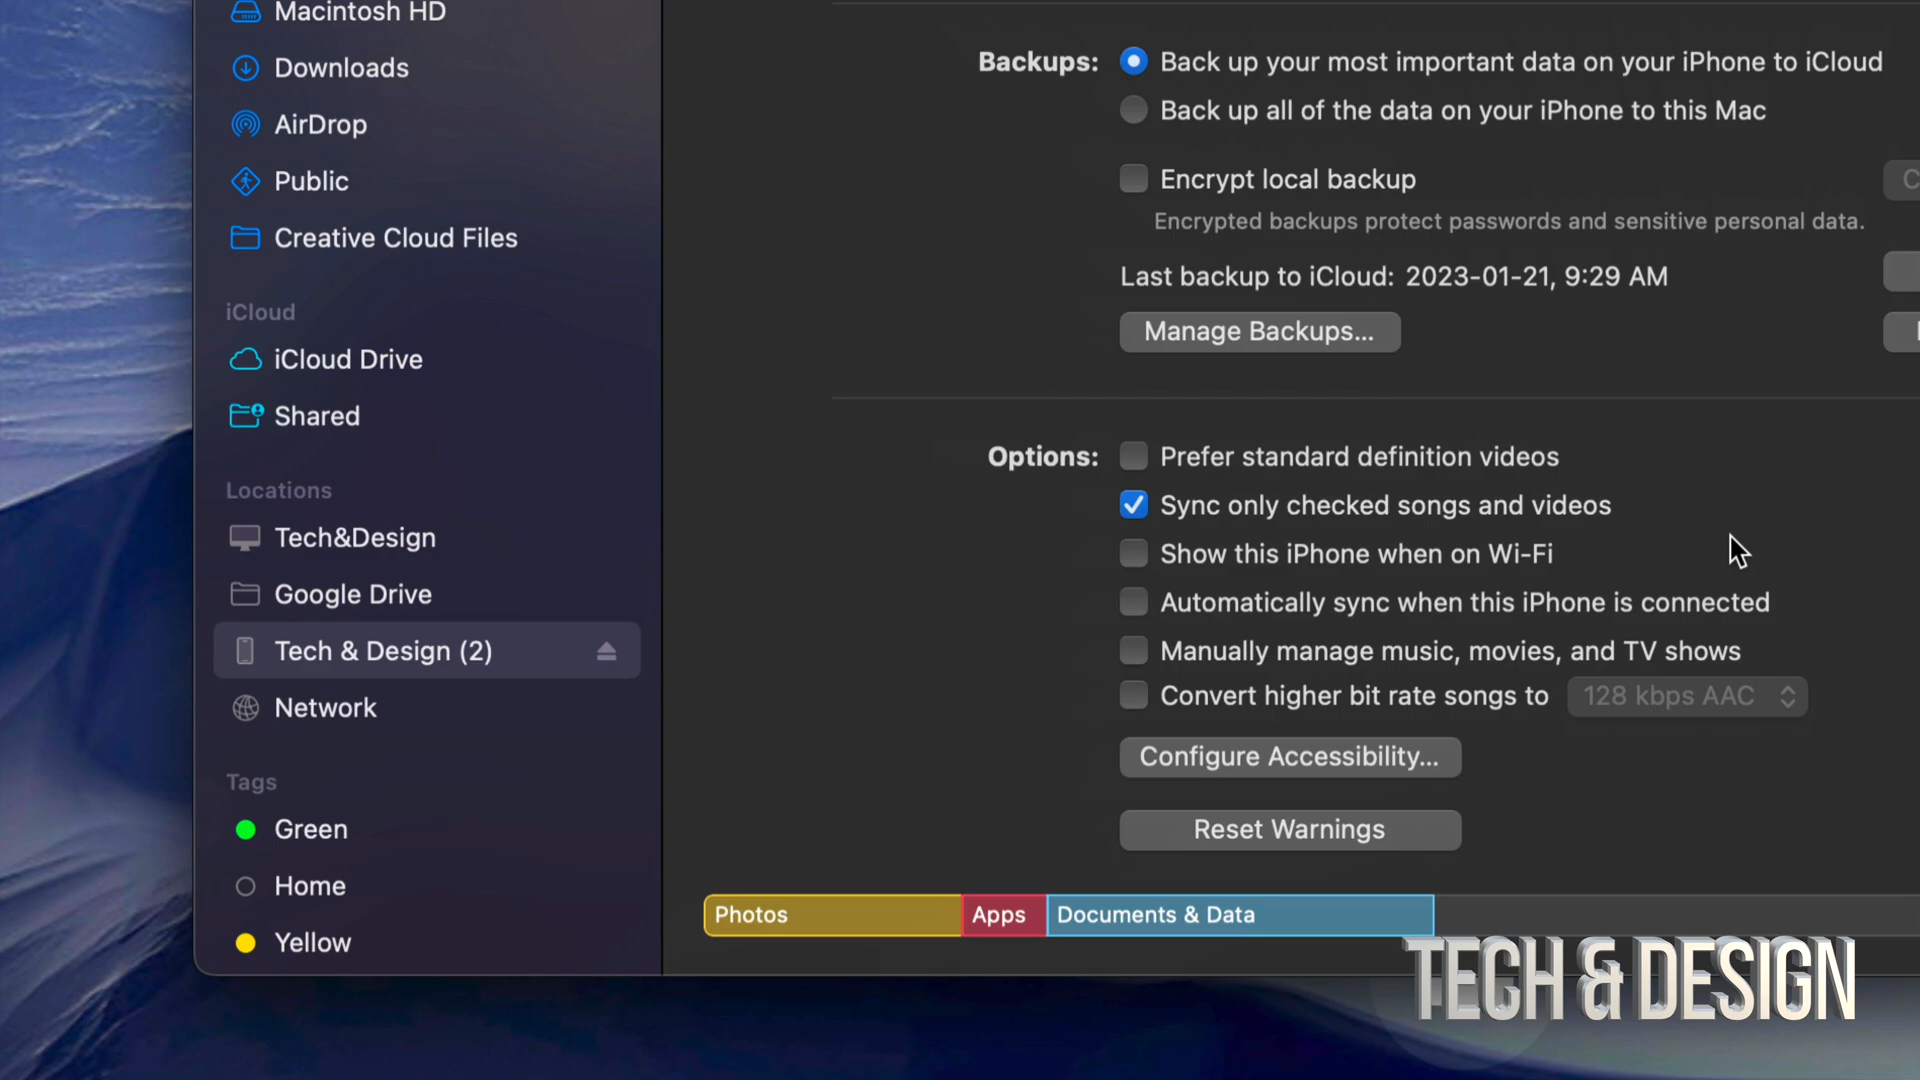 Macintosh HD
Downloads
AirDrop
Public
Creative Cloud Files
iCloud
iCloud Drive
Shared
Locations
Tech&Design
Google Drive
Tech & Design (2)
Network
Tags
Green
Home
Yellow
Backups:
Back up your most important data on your iPhone to iCloud
Back up all of the data on your iPhone to this Mac
Encrypt local backup
Encrypted backups protect passwords and sensitive personal data.
Last backup to iCloud: 2023-01-21, 9:29 AM
Manage Backups...
Options:
Prefer standard definition videos
Sync only checked songs and videos
Show this iPhone when on Wi-Fi
Automatically sync when this iPhone is connected
Manually manage music, movies, and TV shows
Convert higher bit rate songs to 128 kbps AAC
Configure Accessibility...
Reset Warnings
Photos Apps Documents & Data
TECH & DESIGN